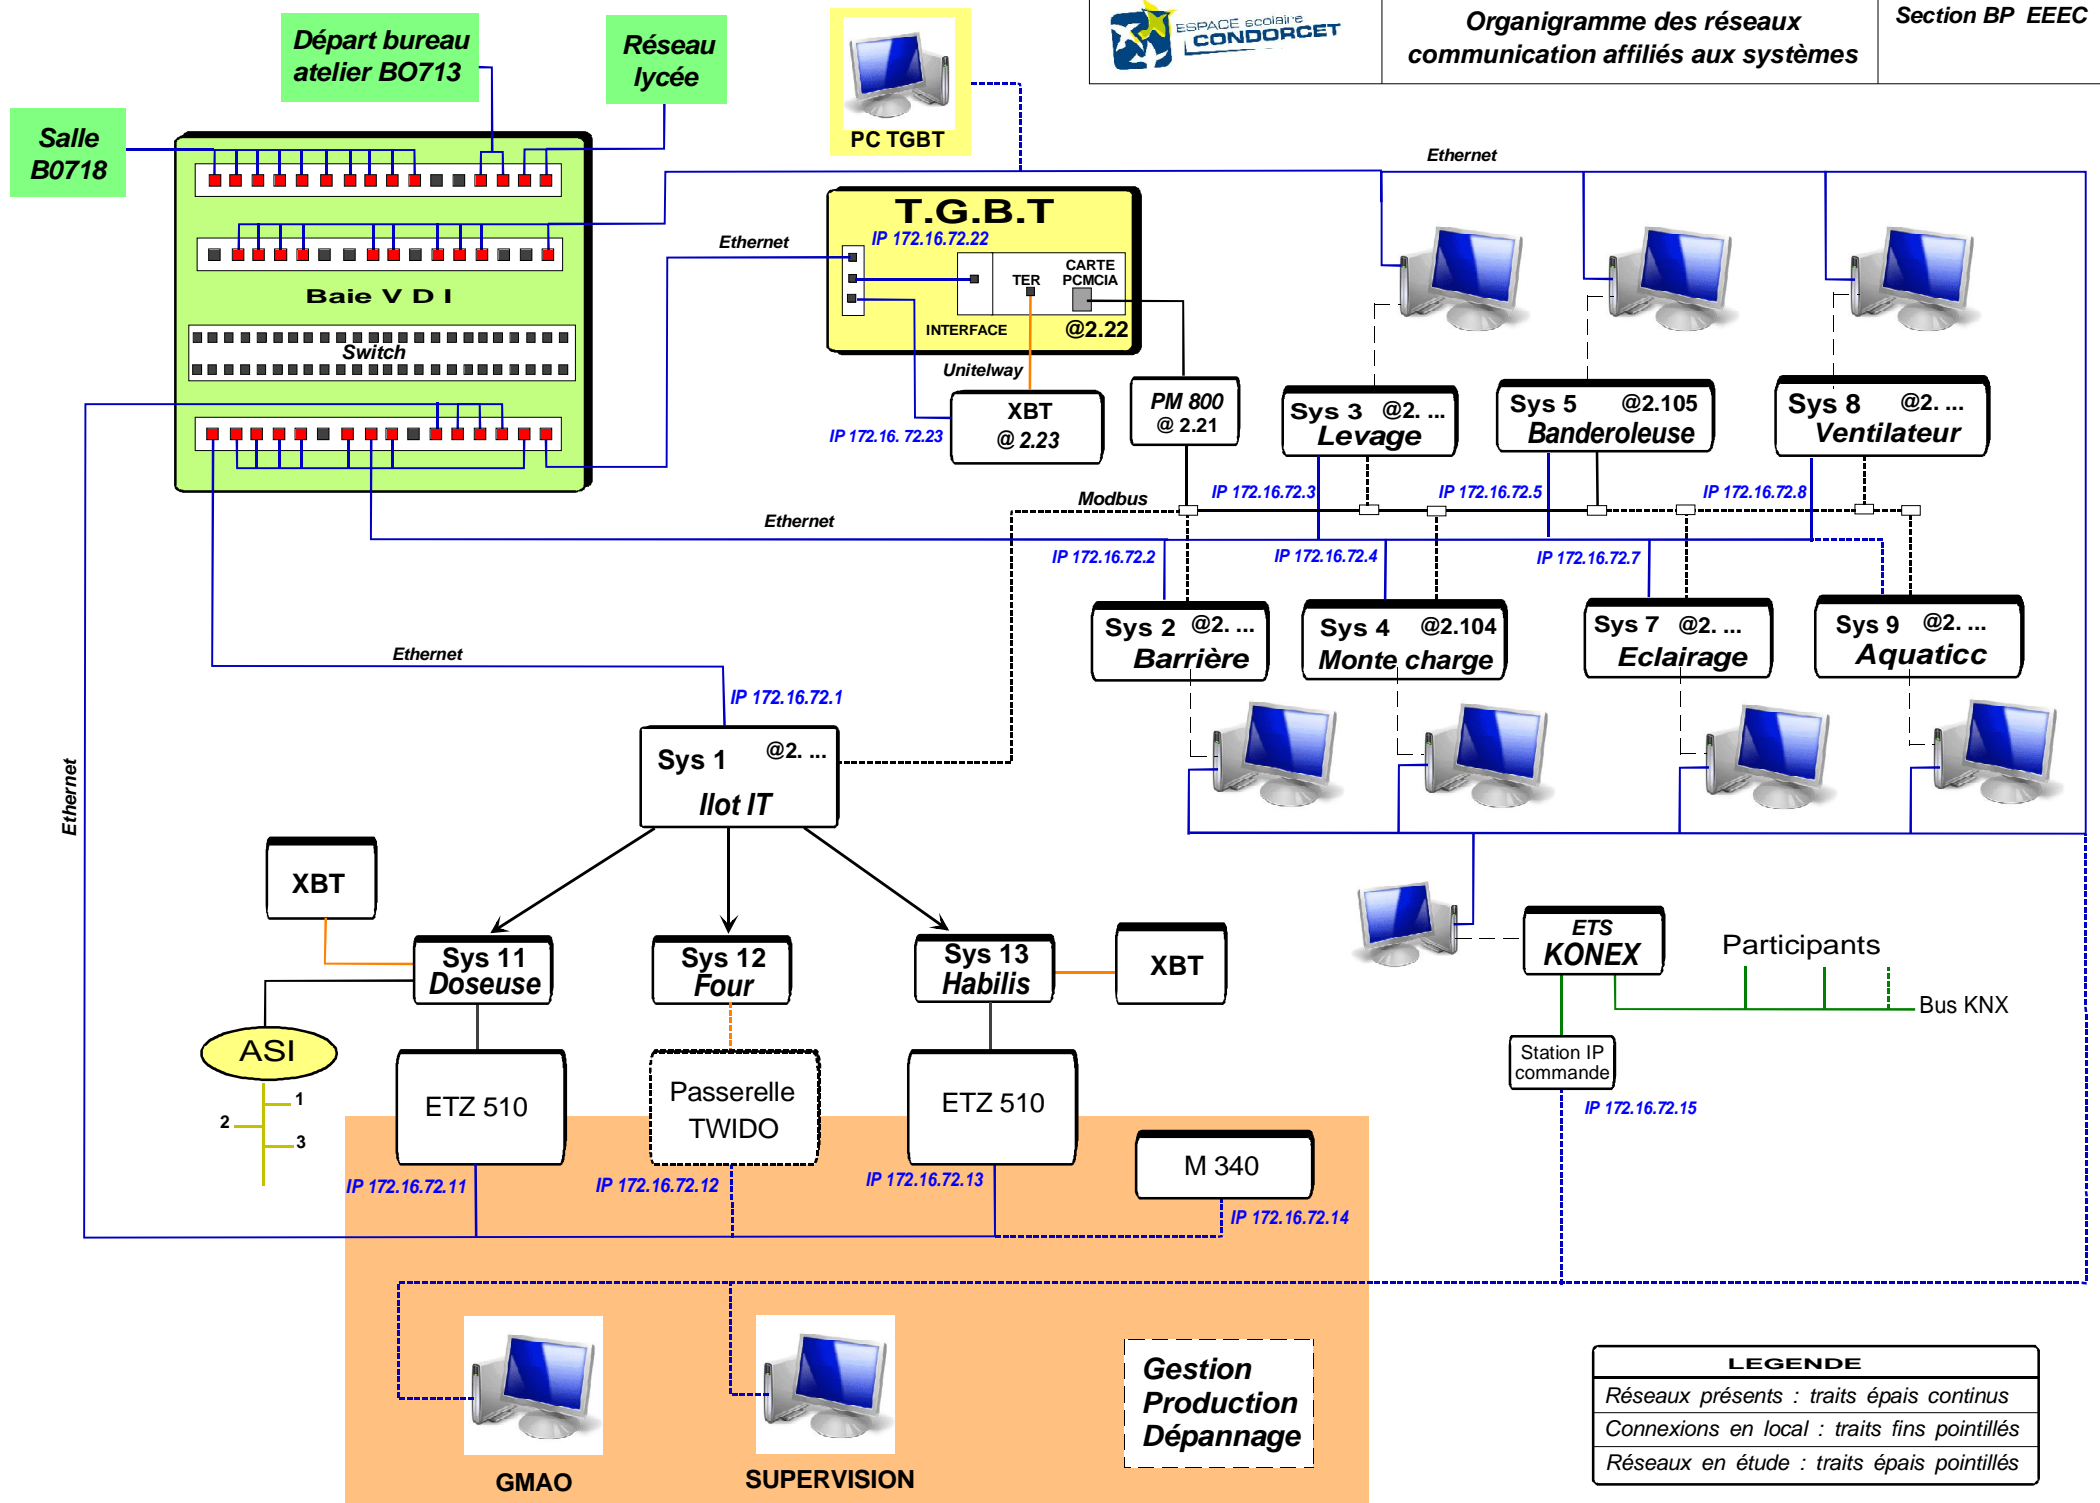 Départ bureau
atelier BO713
Réseau
lycée
Salle
B0718
PC TGBT
ESPACE scolaire
CONDORCET
Organigramme des réseaux
communication affiliés aux systèmes
Section BP EEEC
Ethernet
T.G.B.T
IP 172.16.72.22
Ethernet
TER
CARTE
PCMCIA
INTERFACE
@2.22
Baie V D I
Switch
Unitelway
XBT
@ 2.23
IP 172.16. 72.23
PM 800
@ 2.21
Sys 3 @2. ...
Levage
Sys 5 @2.105
Banderoleuse
Sys 8 @2. ...
Ventilateur
Modbus
IP 172.16.72.3
IP 172.16.72.5
IP 172.16.72.8
Ethernet
IP 172.16.72.2
IP 172.16.72.4
IP 172.16.72.7
Sys 2 @2. ...
Barrière
Sys 4 @2.104
Monte charge
Sys 7 @2. ...
Eclairage
Sys 9 @2. ...
Aquaticc
Ethernet
IP 172.16.72.1
Sys 1 @2. ...
Ilot IT
Ethernet
XBT
Sys 11
Doseuse
Sys 12
Four
Sys 13
Habilis
XBT
ETS
KONEX
Participants
Bus KNX
ASI
1
2
3
ETZ 510
Passerelle
TWIDO
ETZ 510
M 340
Station IP
commande
IP 172.16.72.15
IP 172.16.72.11
IP 172.16.72.12
IP 172.16.72.13
IP 172.16.72.14
GMAO
SUPERVISION
Gestion
Production
Dépannage
LEGENDE
Réseaux présents : traits épais continus
Connexions en local : traits fins pointillés
Réseaux en étude : traits épais pointillés